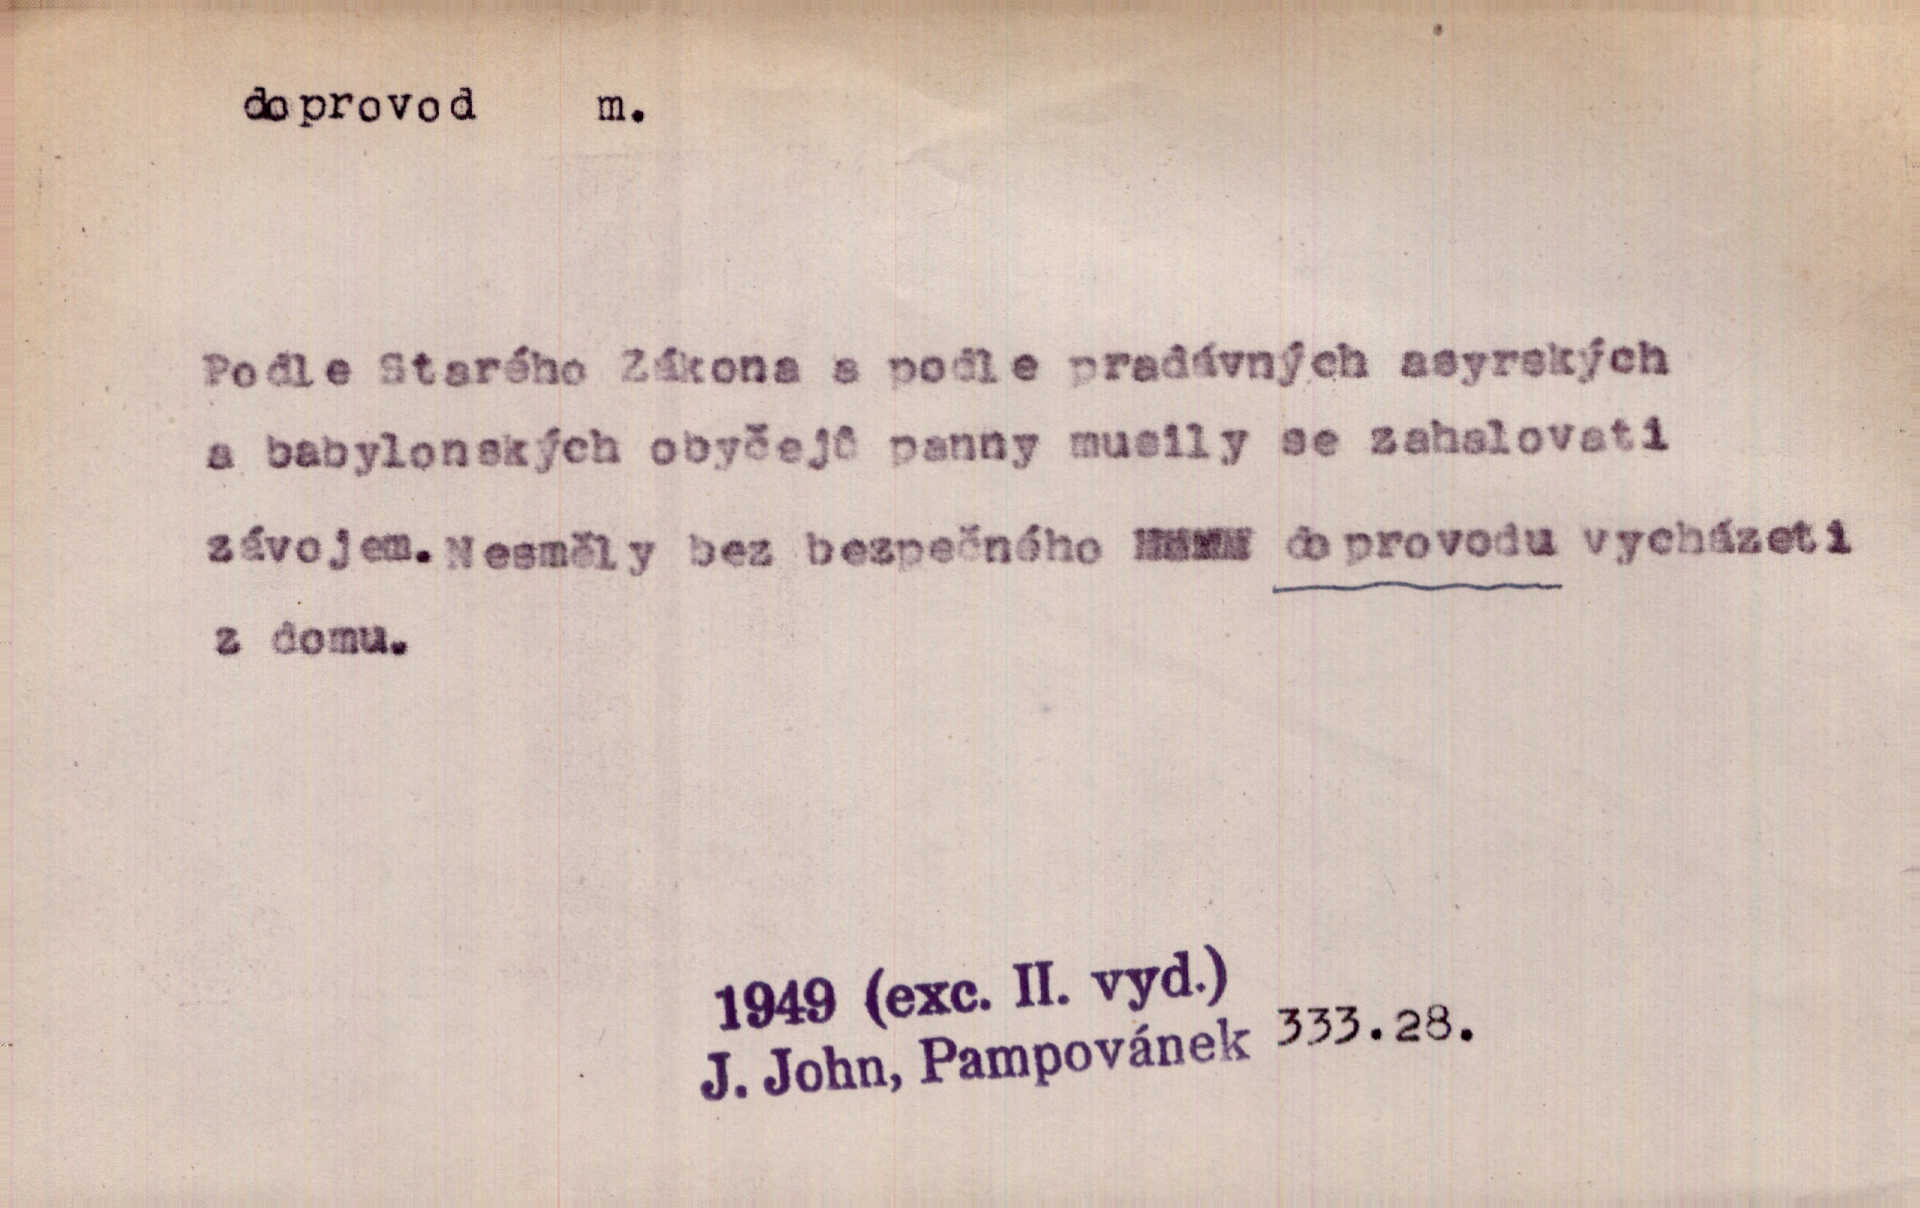 doprovod m.
Podle Starého Zákona a podle pradávných asyrských
a babylonských obyčejů panny musily se zahalovati
závojem. Nesměly bez bezpečného doprovodu vycházeti
z domu.
1949 (exc. II. vyd.)
J. John, Pampovánek 333.28.